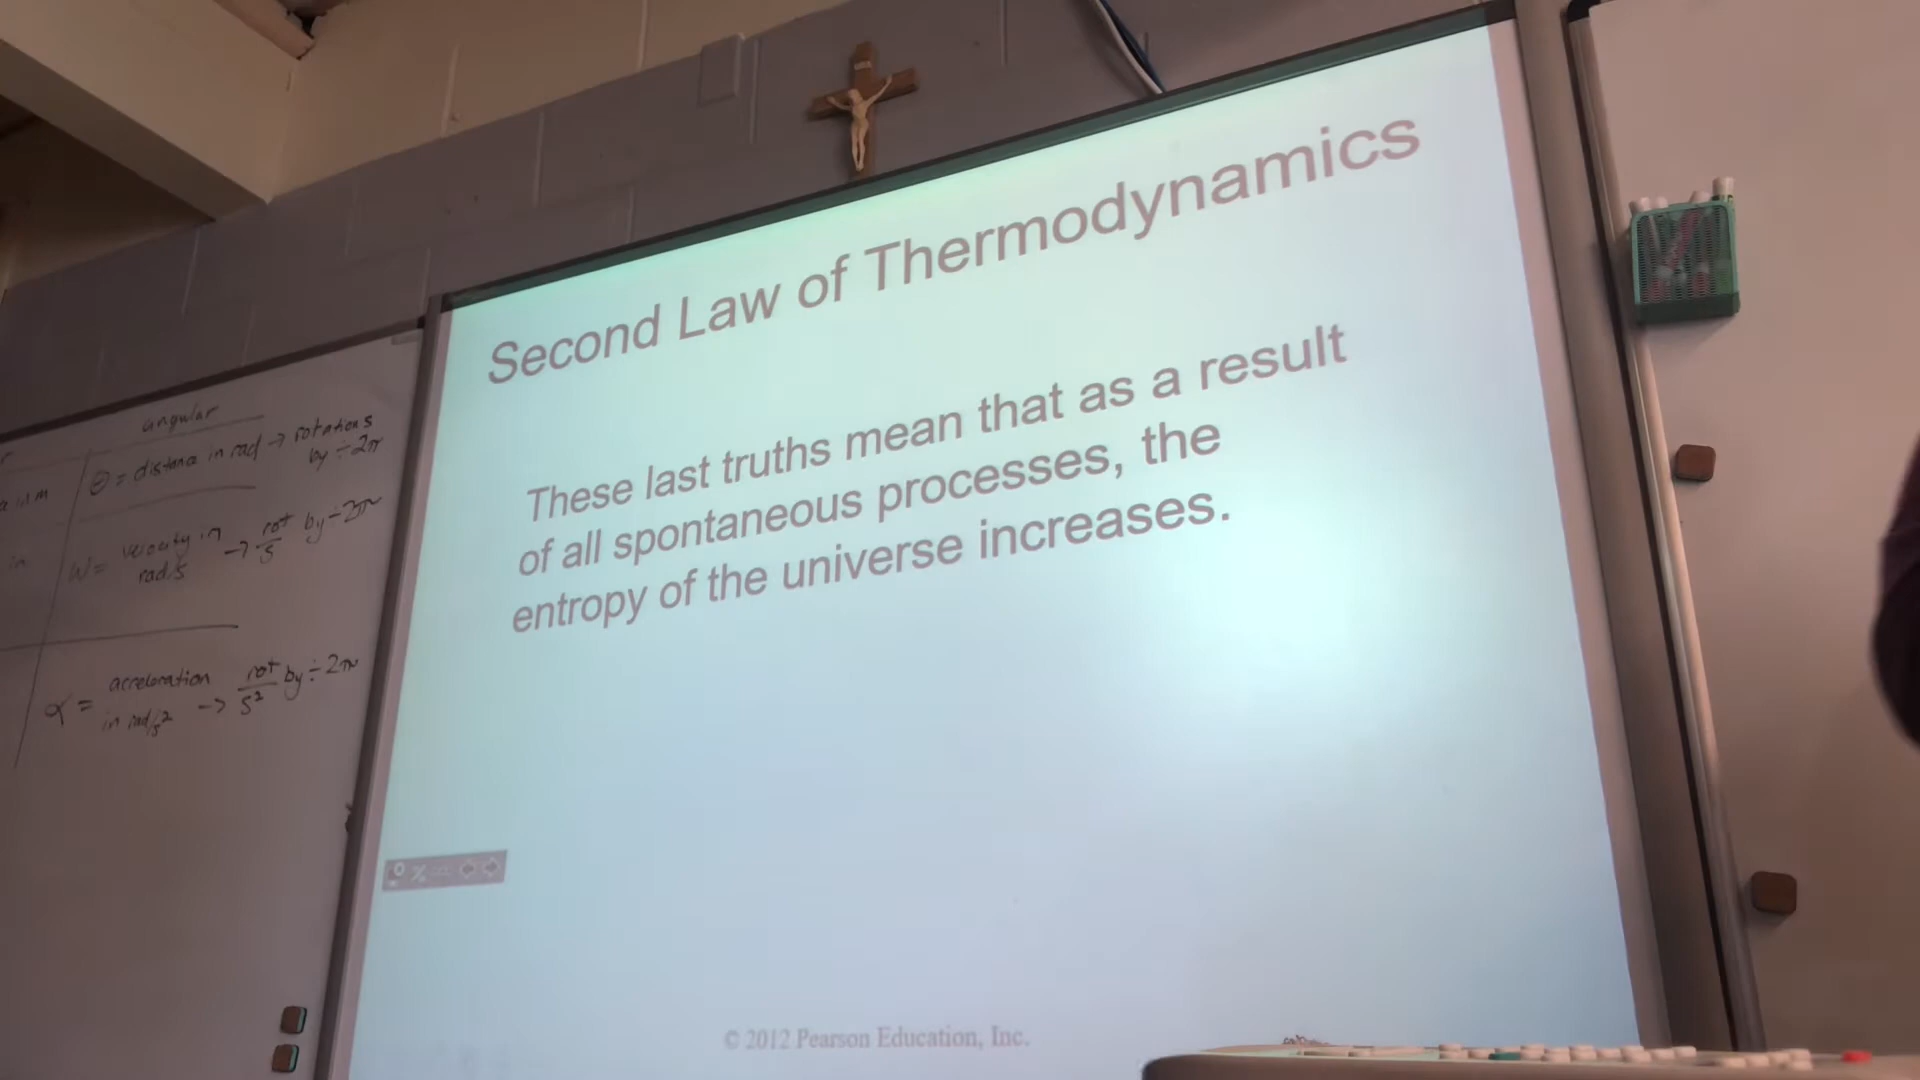 Second Law of Thermodynamics
These last truths mean that as a result
of all spontaneous processes, the
entropy of the universe increases.
© 2012 Pearson Education, Inc.
angular
θ = distance in rad → rotations
by ÷ 2π
in m
in
ω = velocity in
rad/s → rot/s by ÷ 2π
α = acceleration
in rad/s² → rot/s² by ÷ 2π